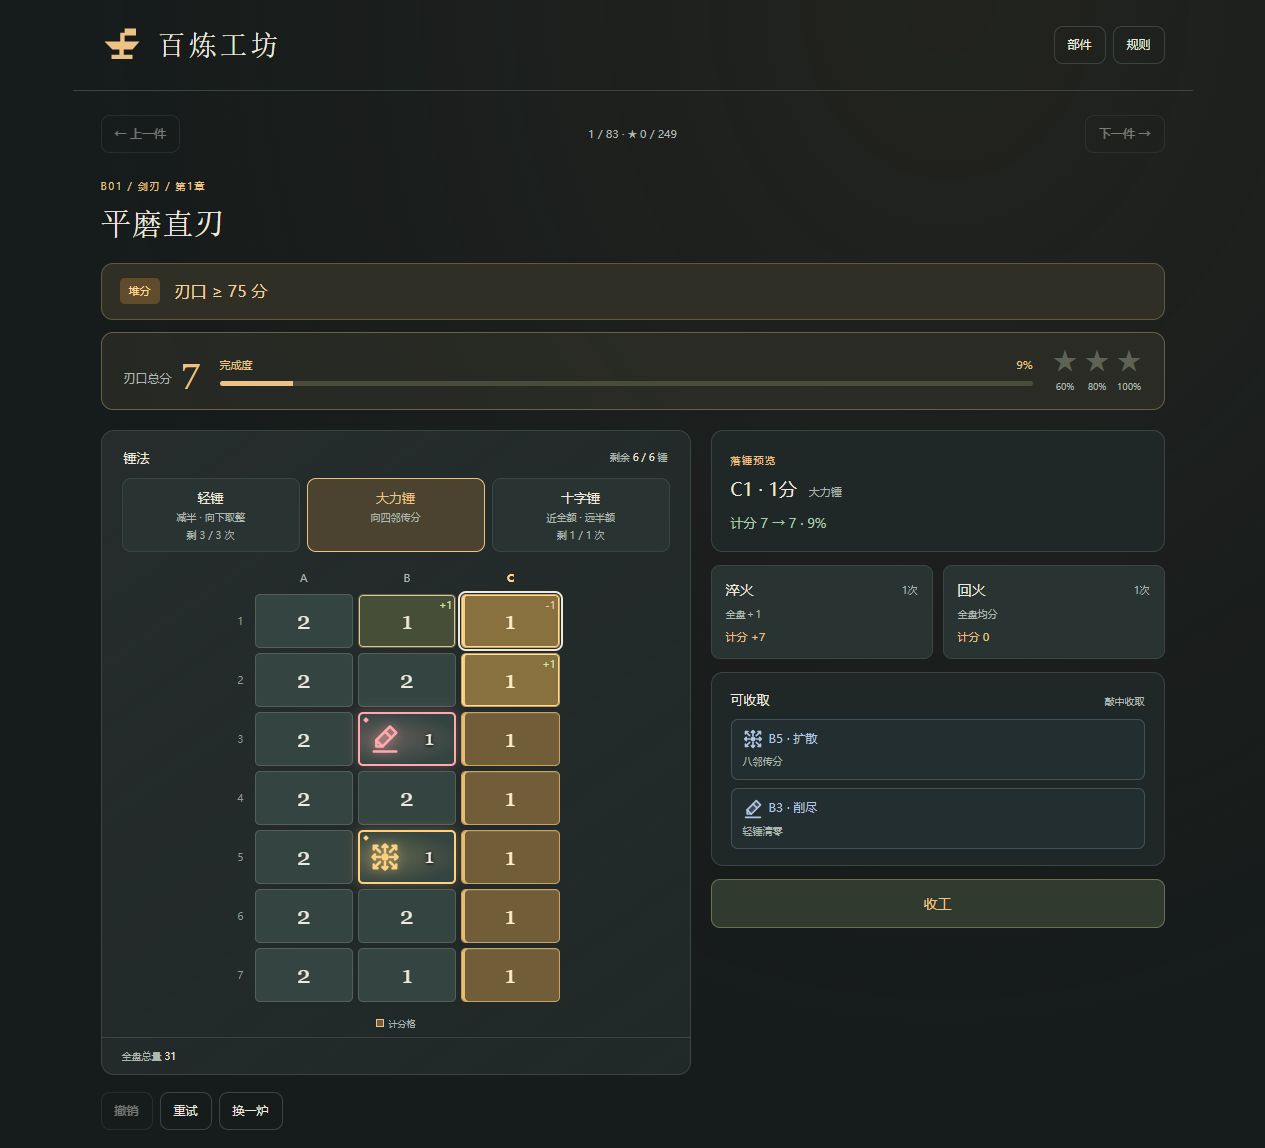 百炼工坊
部件
规则
← 上一件
1 / 83 · ★ 0 / 249
下一件 →
B01 / 剑刃 / 第1章
平磨直刃
堆分
刃口 ≥ 75 分
刃口总分 7
完成度
9%
60% 80% 100%
锤法
剩余 6 / 6 锤
轻锤
减半 · 向下取整
剩 3 / 3 次
大力锤
向四邻传分
十字锤
近全额 · 远半额
剩 1 / 1 次
A B C
1 2 1 +1 1 -1
2 2 2 1 +1
3 2 1 1
4 2 2 1
5 2 1 1
6 2 2 1
7 2 1 1
计分格
全盘总量 31
落锤预览
C1 · 1分 大力锤
计分 7 → 7 · 9%
淬火 1次
全盘 + 1
计分 +7
回火 1次
全盘均分
计分 0
可收取
敲中收取
B5 · 扩散
八邻传分
B3 · 削尽
轻锤清零
收工
撤销
重试
换一炉